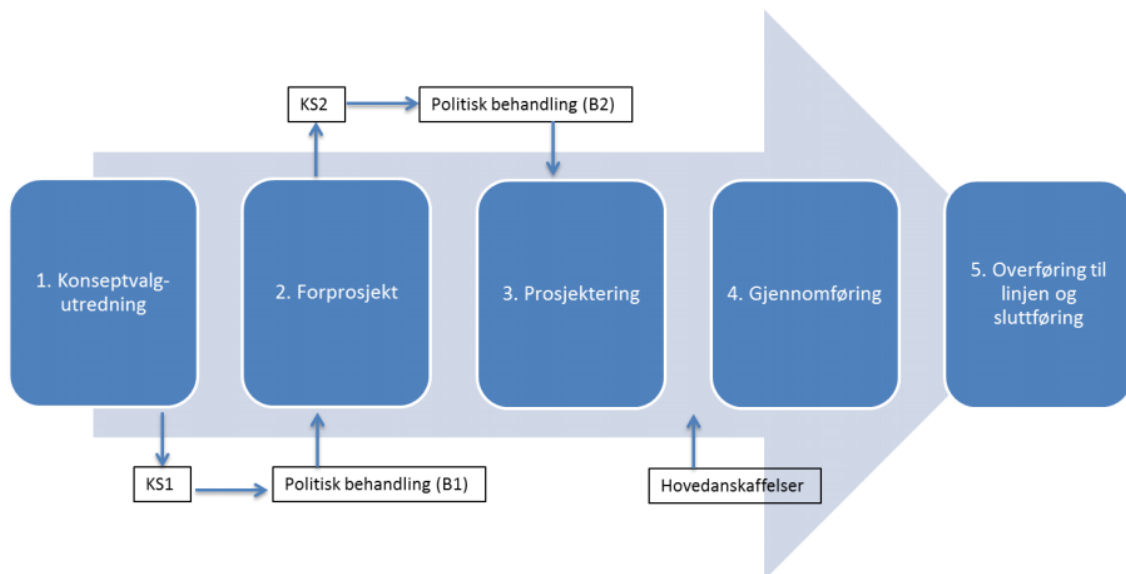 KS2
Politisk behandling (B2)
1. Konseptvalg-
utredning
2. Forprosjekt
3. Prosjektering
4. Gjennomføring
5. Overføring til
linjen og
sluttføring
KS1
Politisk behandling (B1)
Hovedanskaffelser